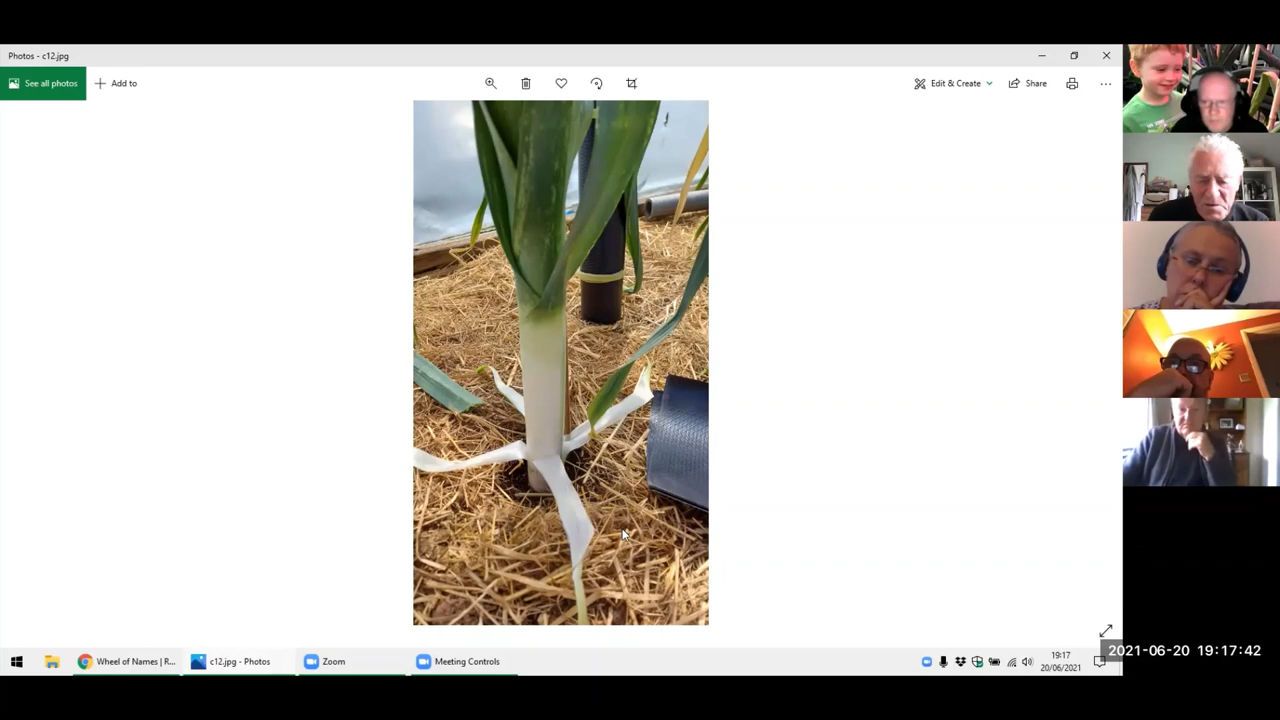 Photos - c12.jpg
See all photos
Add to
Edit & Create
Share
Wheel of Names | R...
c12.jpg - Photos
Zoom
Meeting Controls
19:17
20/06/2021
2021-06-20 19:17:42